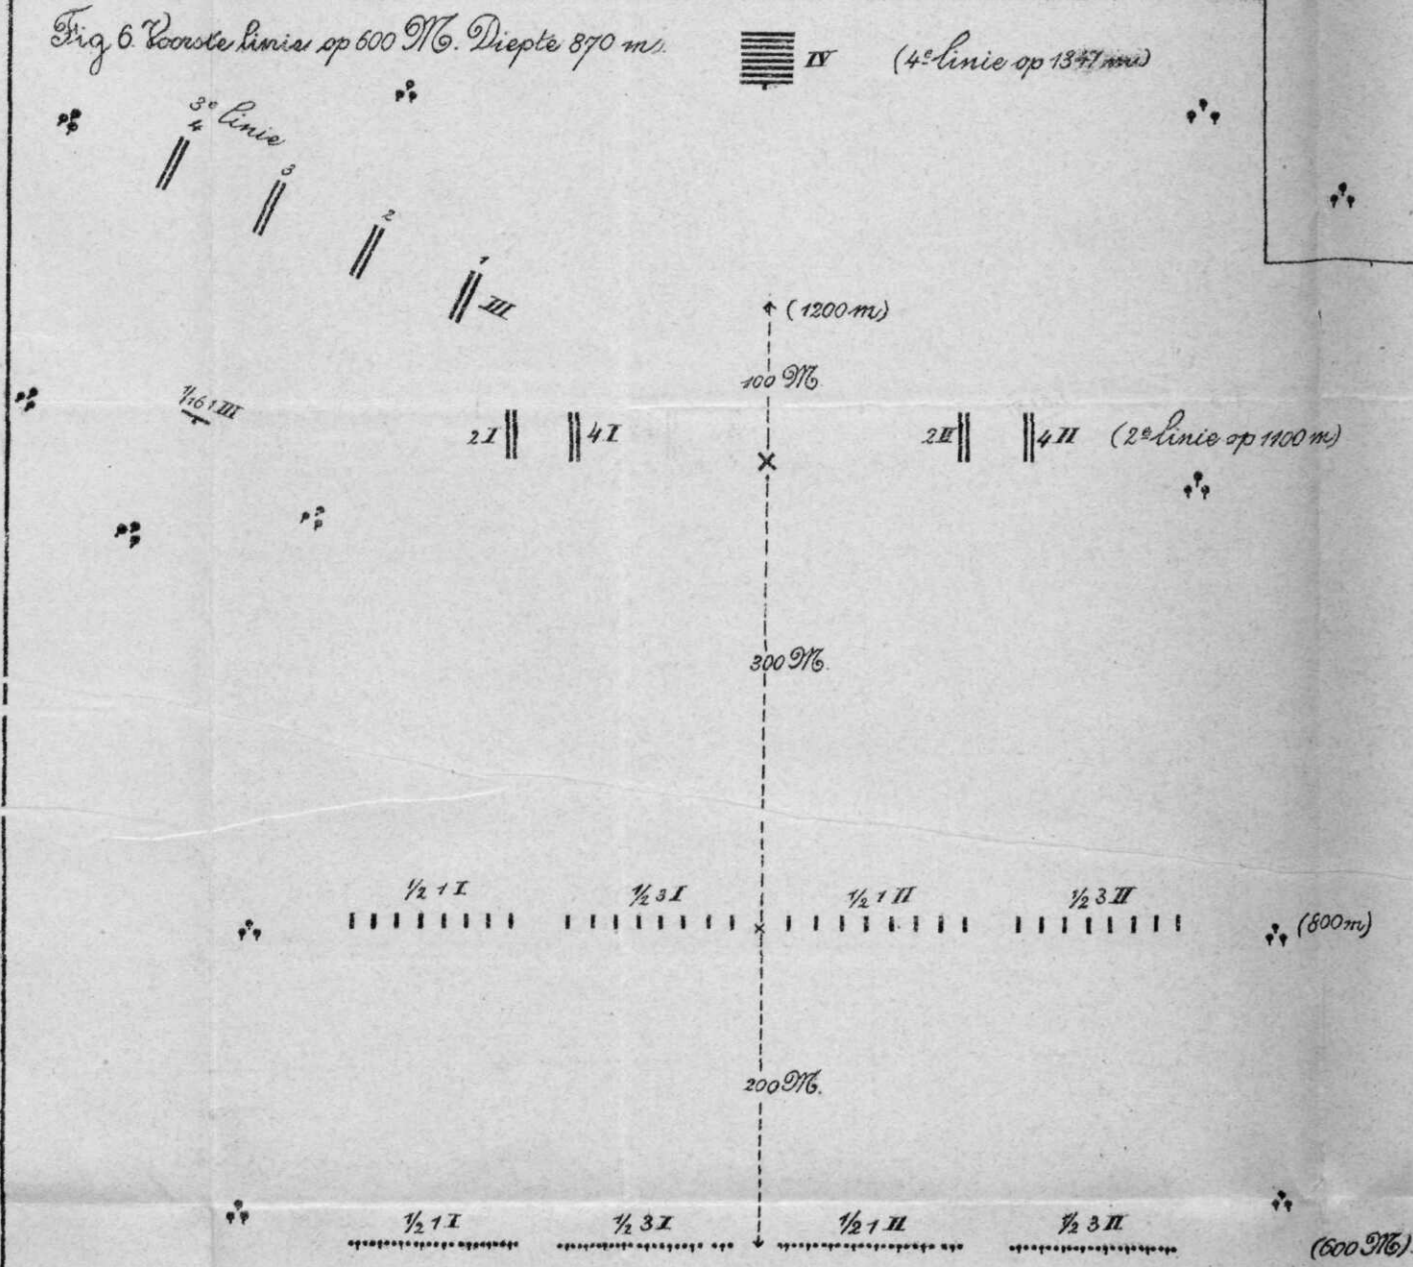 Fig 6. Voorste linie op 600 M. Diepte 870 m.
IV (4e linie op 1347 m)
3e linie
4
3
2
1
III
(1200 m)
100 M.
1/16 1 III
2 I 4 I 2 II 4 II (2e linie op 1100 m)
300 M.
1/2 1 I 1/2 3 I 1/2 1 II 1/2 3 II
(800 m)
200 M.
1/2 1 I 1/2 3 I 1/2 1 II 1/2 3 II
(600 M)